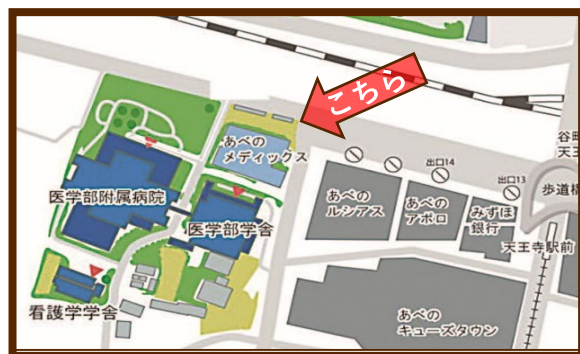 こちら
谷田
天王
あべの
メディックス
出口14
出口13
歩道橋
医学部附属病院
医学部学舎
あべの
ルシアス
あべの
アポロ
みずほ
銀行
天王寺駅前
看護学学舎
あべの
キューズタウン